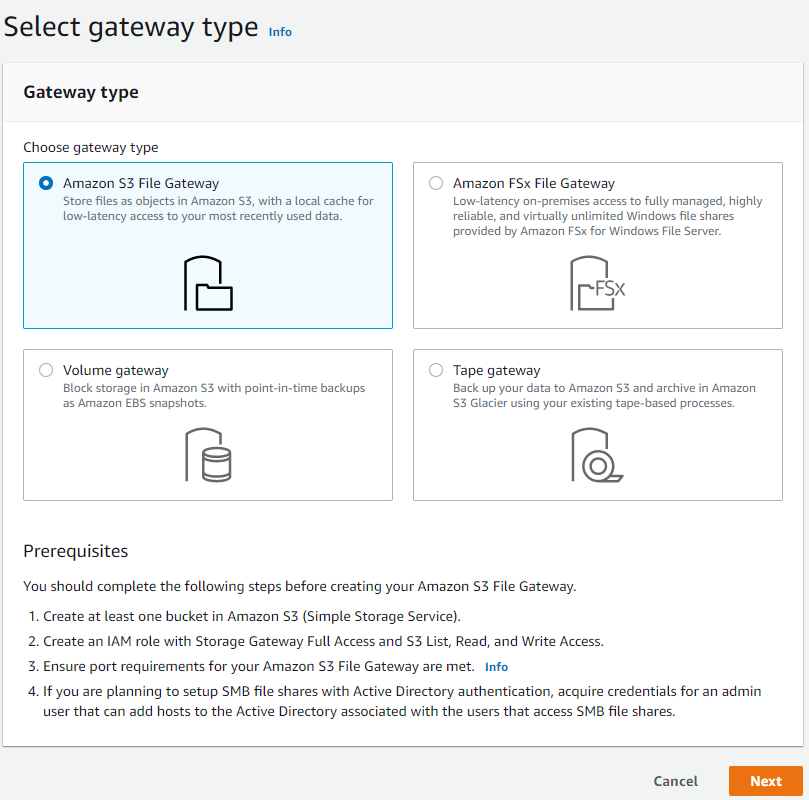 Select gateway type Info
Gateway type
Choose gateway type
Amazon S3 File Gateway
Store files as objects in Amazon S3, with a local cache for
low-latency access to your most recently used data.
Amazon FSx File Gateway
Low-latency on-premises access to fully managed, highly
reliable, and virtually unlimited Windows file shares
provided by Amazon FSx for Windows File Server.
FSx
Volume gateway
Block storage in Amazon S3 with point-in-time backups
as Amazon EBS snapshots.
Tape gateway
Back up your data to Amazon S3 and archive in Amazon
S3 Glacier using your existing tape-based processes.
Prerequisites
You should complete the following steps before creating your Amazon S3 File Gateway.
1. Create at least one bucket in Amazon S3 (Simple Storage Service).
2. Create an IAM role with Storage Gateway Full Access and S3 List, Read, and Write Access.
3. Ensure port requirements for your Amazon S3 File Gateway are met. Info
4. If you are planning to setup SMB file shares with Active Directory authentication, acquire credentials for an admin
user that can add hosts to the Active Directory associated with the users that access SMB file shares.
Cancel Next